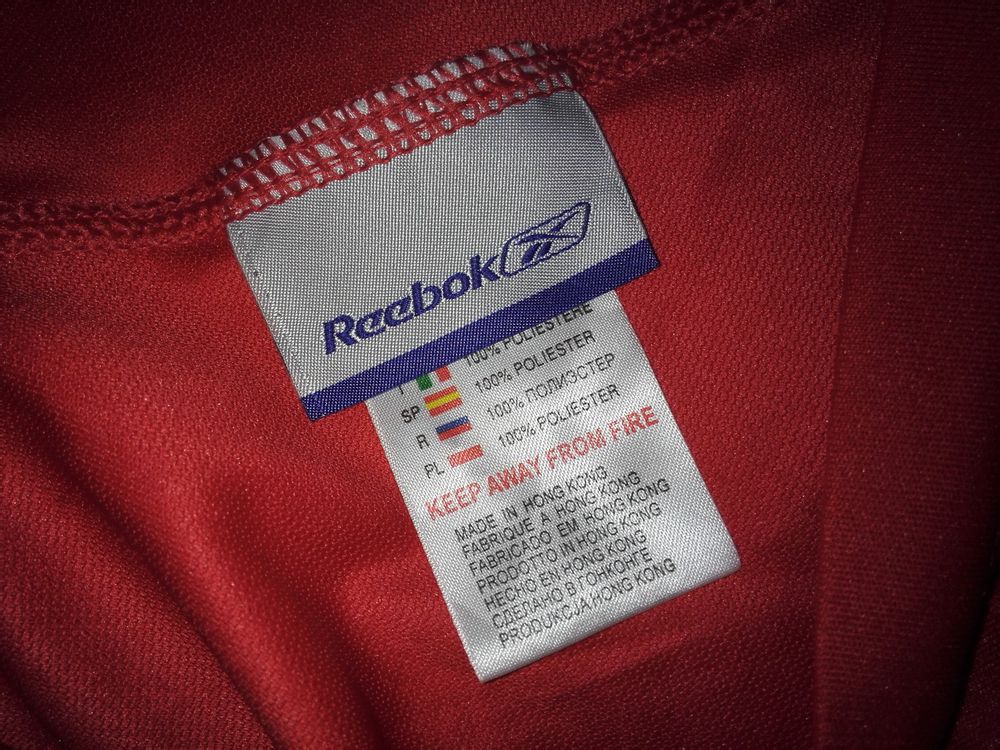 Reebok
100% POLIESTERE
SP 100% POLIESTER
R 100% ПОЛИЭСТЕР
PL 100% POLIESTER
KEEP AWAY FROM FIRE
MADE IN HONG KONG
FABRIQUE A HONG KONG
FABRICADO EM HONG KONG
PRODOTTO IN HONG KONG
HECHO EN HONG KONG
СДЕЛАНО В ГОНКОНГЕ
PRODUKCJA HONG KONG